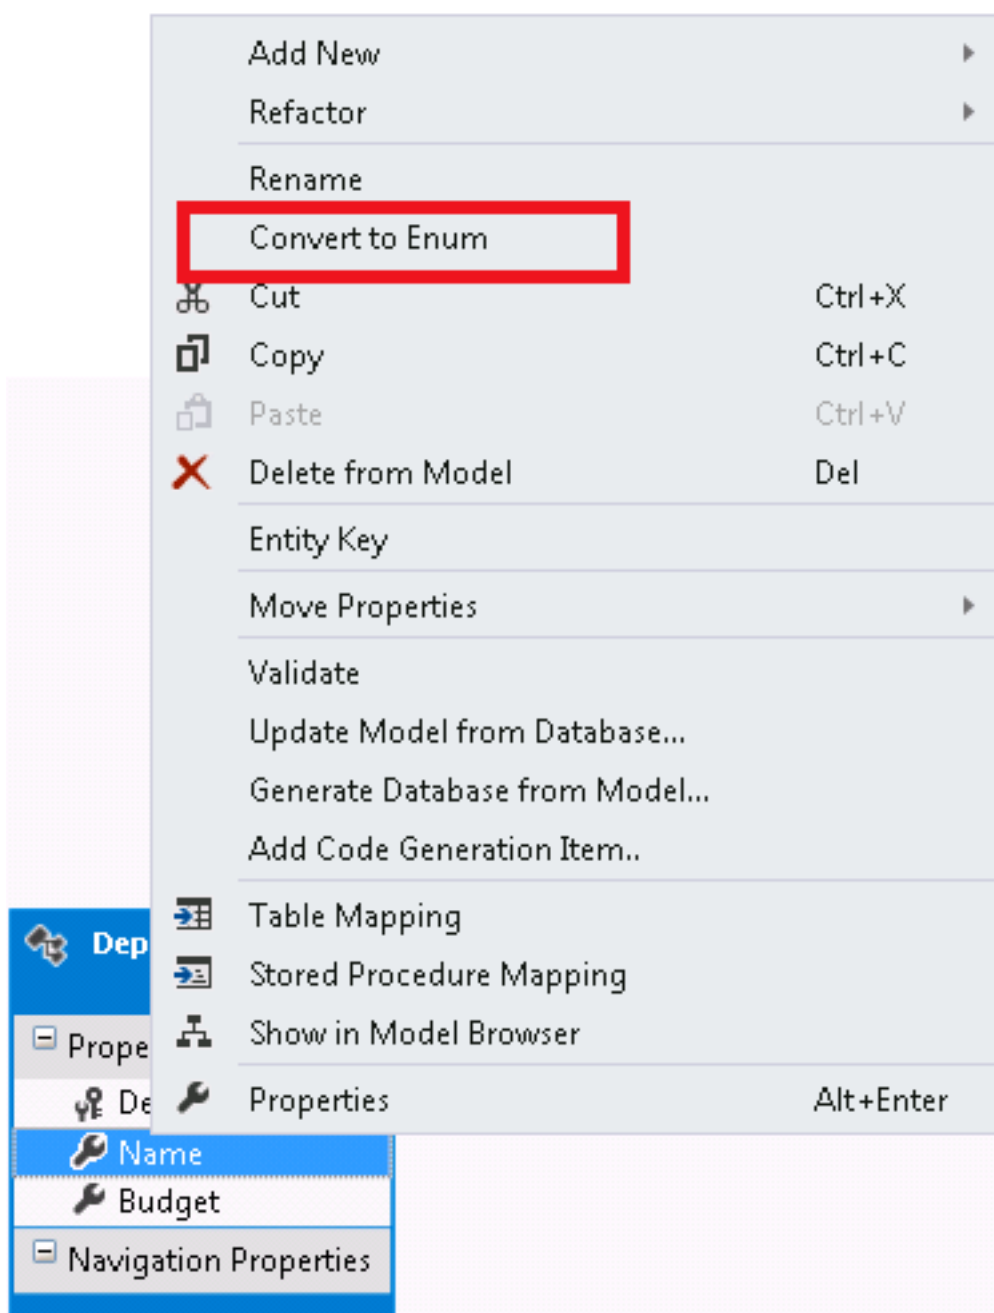 Add New
Refactor
Rename
Convert to Enum
Cut Ctrl+X
Copy Ctrl+C
Paste Ctrl+V
Delete from Model Del
Entity Key
Move Properties
Validate
Update Model from Database...
Generate Database from Model...
Add Code Generation Item..
Table Mapping
Dep
Stored Procedure Mapping
Show in Model Browser
Prope
Properties Alt+Enter
De
Name
Budget
Navigation Properties